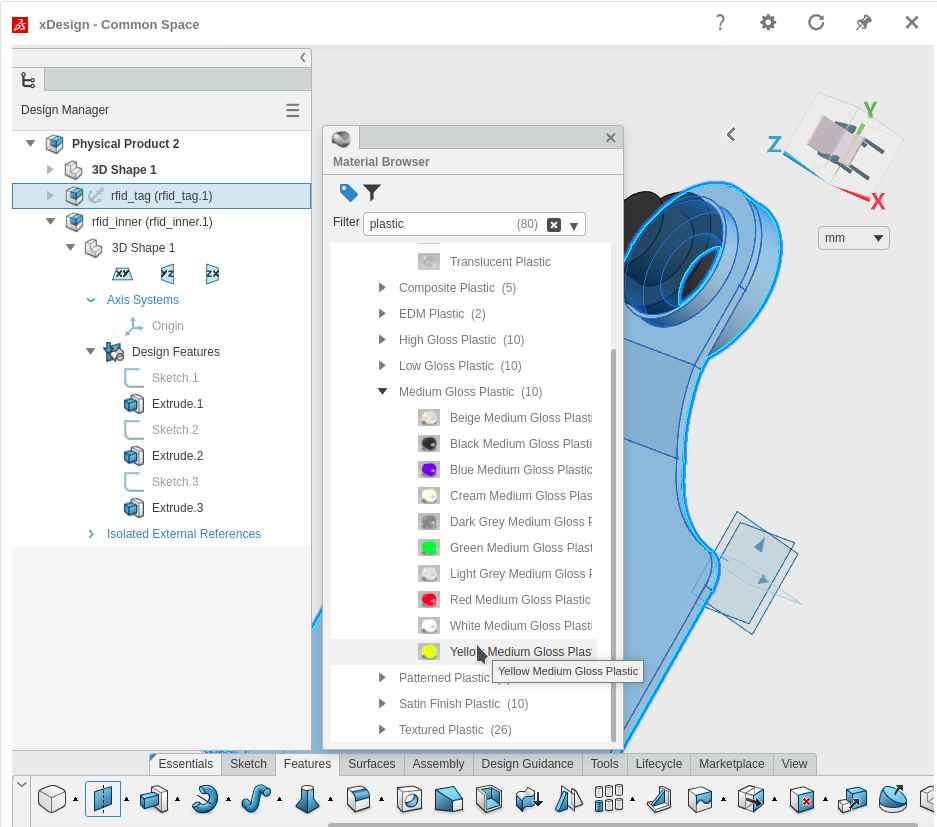 xDesign - Common Space
?
Design Manager
Physical Product 2
3D Shape 1
rfid_tag (rfid_tag.1)
rfid_inner (rfid_inner.1)
3D Shape 1
XY YZ ZX
Axis Systems
Origin
Design Features
Sketch.1
Extrude.1
Sketch.2
Extrude.2
Sketch.3
Extrude.3
Isolated External References
Material Browser
Filter plastic (80)
Translucent Plastic
Composite Plastic (5)
EDM Plastic (2)
High Gloss Plastic (10)
Low Gloss Plastic (10)
Medium Gloss Plastic (10)
Beige Medium Gloss Plasti
Black Medium Gloss Plasti
Blue Medium Gloss Plastic
Cream Medium Gloss Plas
Dark Grey Medium Gloss P
Green Medium Gloss Plast
Light Grey Medium Gloss P
Red Medium Gloss Plastic
White Medium Gloss Plasti
Yellow Medium Gloss Plas
Yellow Medium Gloss Plastic
Patterned Plastic
Satin Finish Plastic (10)
Textured Plastic (26)
Y
Z
X
mm
Essentials Sketch Features Surfaces Assembly Design Guidance Tools Lifecycle Marketplace View